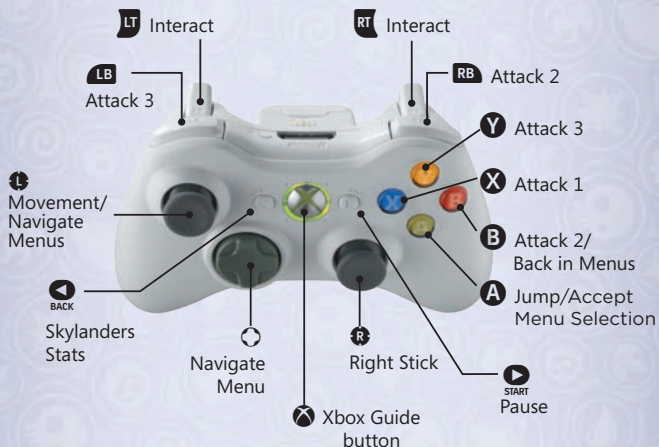 LT Interact
RT Interact
LB
Attack 3
RB Attack 2
Y Attack 3
X Attack 1
L
Movement/
Navigate
Menus
B Attack 2/
Back in Menus
A Jump/Accept
Menu Selection
BACK
Skylanders
Stats
Navigate
Menu
R
Right Stick
START
Pause
Xbox Guide
button